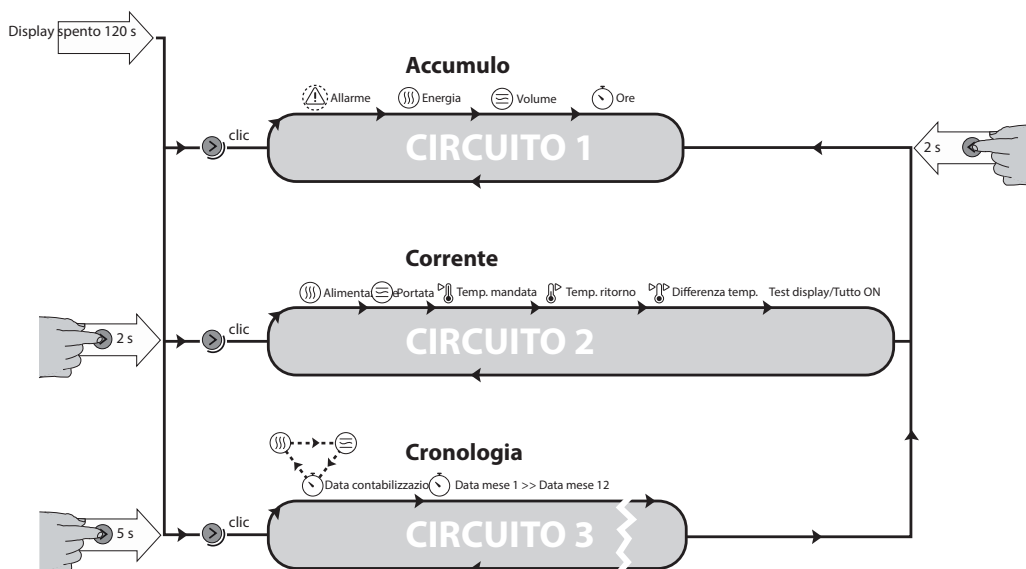 Display spento 120 s
Accumulo
Allarme
Energia
Volume
Ore
clic
CIRCUITO 1
2 s
Corrente
Alimenta
e
Portata
Temp. mandata
Temp. ritorno
Differenza temp.
Test display/Tutto ON
2 s
clic
CIRCUITO 2
Cronologia
Data contabilizzazio
Data mese 1 >> Data mese 12
5 s
clic
CIRCUITO 3